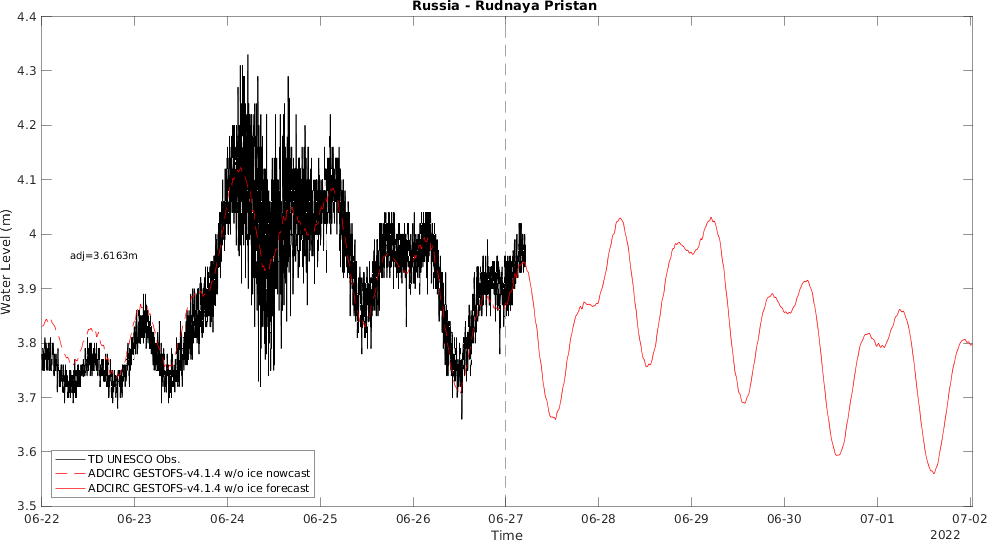 Russia - Rudnaya Pristan
4.4
4.3
4.2
4.1
4
3.9
3.8
3.7
3.6
3.5
Water Level (m)
adj=3.6163m
TD UNESCO Obs.
ADCIRC GESTOFS-v4.1.4 w/o ice nowcast
ADCIRC GESTOFS-v4.1.4 w/o ice forecast
06-22 06-23 06-24 06-25 06-26 06-27 06-28 06-29 06-30 07-01 07-02
Time
2022